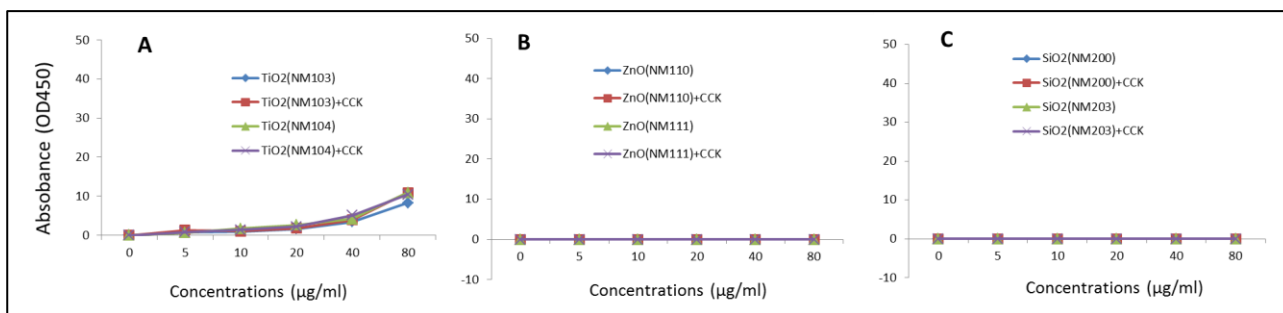 A
Absobance (OD450)
50
40
30
20
10
0
TiO2(NM103)
TiO2(NM103)+CCK
TiO2(NM104)
TiO2(NM104)+CCK
0 5 10 20 40 80
Concentrations (µg/ml)
B
50
40
30
20
10
0
-10
ZnO(NM110)
ZnO(NM110)+CCK
ZnO(NM111)
ZnO(NM111)+CCK
0 5 10 20 40 80
Concentrations (µg/ml)
C
50
40
30
20
10
0
-10
SiO2(NM200)
SiO2(NM200)+CCK
SiO2(NM203)
SiO2(NM203)+CCK
0 5 10 20 40 80
Concentrations (µg/ml)